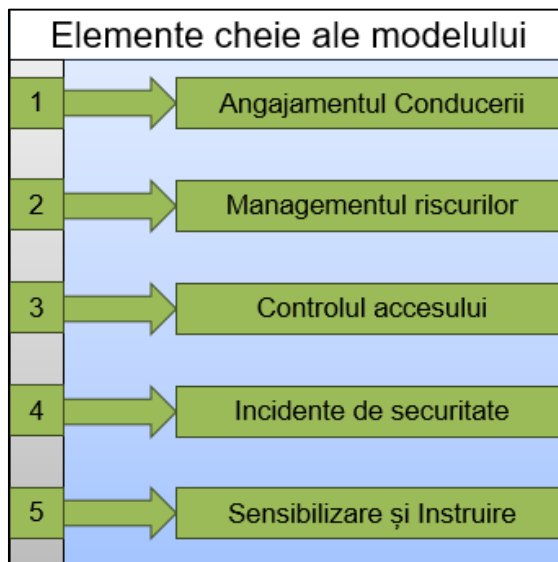 Elemente cheie ale modelului
1 Angajamentul Conducerii
2 Managementul riscurilor
3 Controlul accesului
4 Incidente de securitate
5 Sensibilizare și Instruire